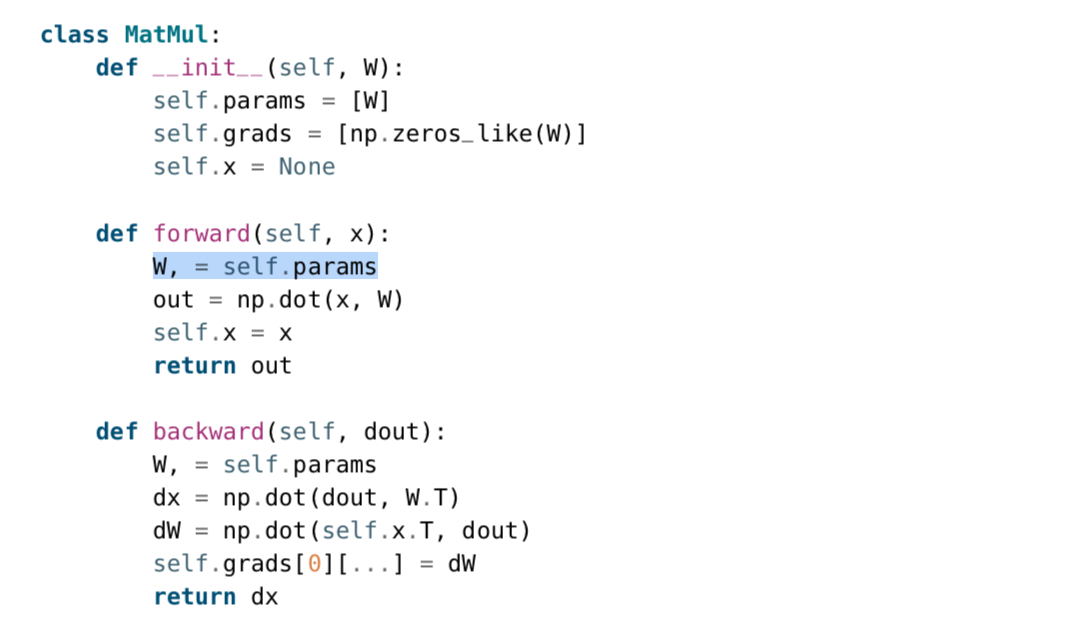 class MatMul:
    def __init__(self, W):
        self.params = [W]
        self.grads = [np.zeros_like(W)]
        self.x = None

    def forward(self, x):
        W, = self.params
        out = np.dot(x, W)
        self.x = x
        return out

    def backward(self, dout):
        W, = self.params
        dx = np.dot(dout, W.T)
        dW = np.dot(self.x.T, dout)
        self.grads[0][...] = dW
        return dx